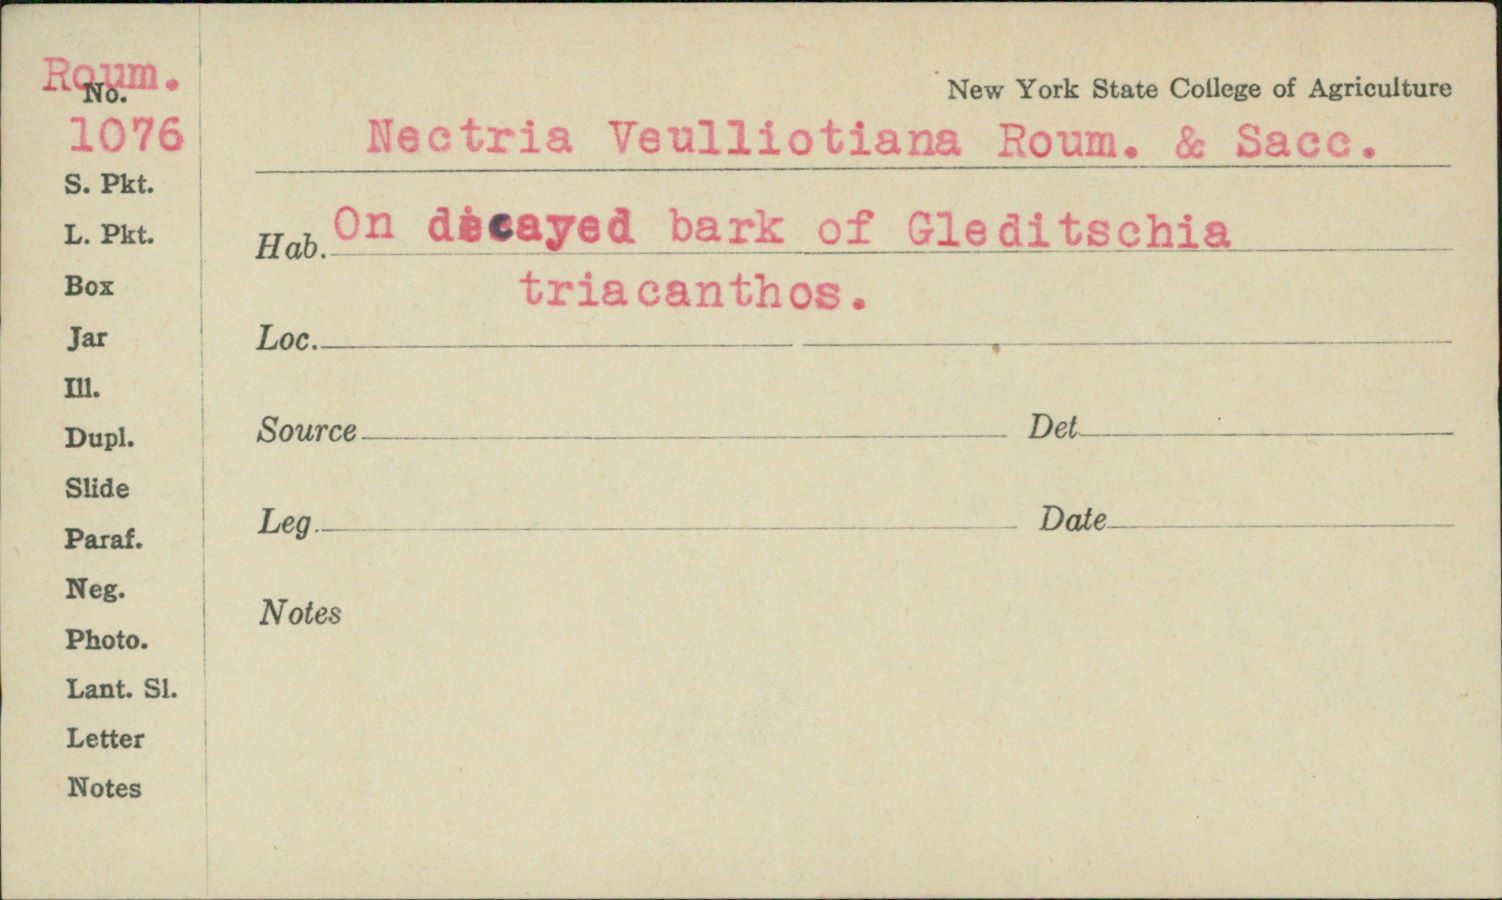 Roum.
No.
1076
S. Pkt.
L. Pkt.
Box
Jar
Ill.
Dupl.
Slide
Paraf.
Neg.
Photo.
Lant. Sl.
Letter
Notes
New York State College of Agriculture
Nectria Veulliotiana Roum. & Sacc.
Hab. On decayed bark of Gleditschia
triacanthos.
Loc.
Source Det
Leg. Date
Notes